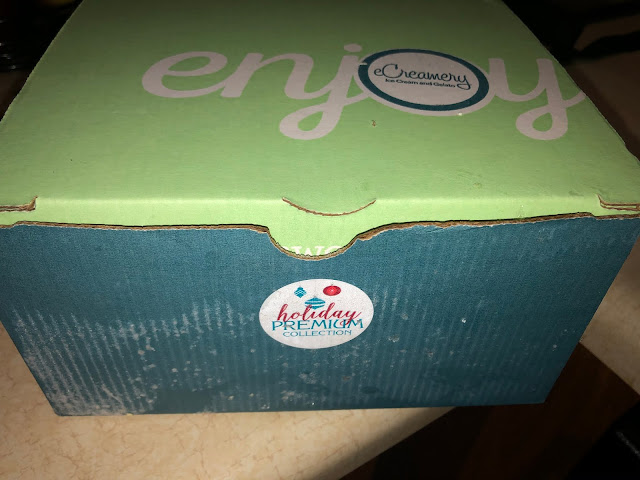 enjoy
eCreamery
Ice Cream and Gelato
holiday
PREMIUM
COLLECTION